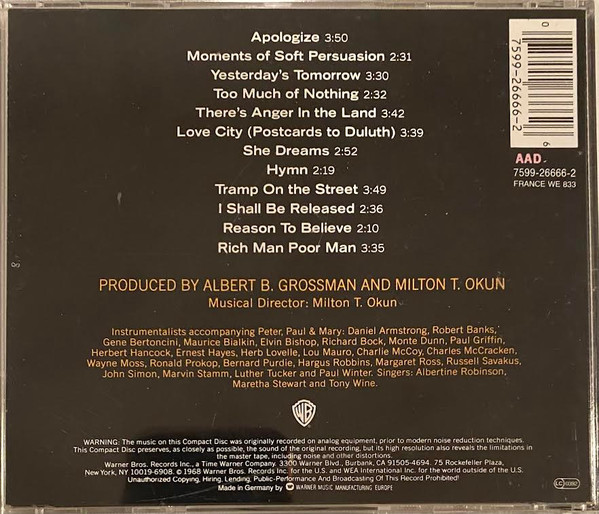 Apologize 3:50
Moments of Soft Persuasion 2:31
Yesterday's Tomorrow 3:30
Too Much of Nothing 2:32
There's Anger In the Land 3:42
Love City (Postcards to Duluth) 3:39
She Dreams 2:52
Hymn 2:19
Tramp On the Street 3:49
I Shall Be Released 2:36
Reason To Believe 2:10
Rich Man Poor Man 3:35
0
7599-26666-2
6
AAD
7599-26666-2
FRANCE WE 833
PRODUCED BY ALBERT B. GROSSMAN AND MILTON T. OKUN
Musical Director: Milton T. Okun
Instrumentalists accompanying Peter, Paul & Mary: Daniel Armstrong, Robert Banks,
Gene Bertoncini, Maurice Bialkin, Elvin Bishop, Richard Bock, Monte Dunn, Paul Griffin,
Herbert Hancock, Ernest Hayes, Herb Lovelle, Lou Mauro, Charlie McCoy, Charles McCracken,
Wayne Moss, Ronald Prokop, Bernard Purdie, Hargus Robbins, Margaret Ross, Russell Savakus,
John Simon, Marvin Stamm, Luther Tucker and Paul Winter. Singers: Albertine Robinson,
Maretha Stewart and Tony Wine.
WB
WARNING: The music on this Compact Disc was originally recorded on analog equipment, prior to modern noise reduction techniques.
This Compact Disc preserves, as closely as possible, the sound of the original recording, but its high resolution also reveals the limitations in
the master tape, including noise and other distortions.
Warner Bros. Records Inc., a Time Warner Company. 3300 Warner Blvd., Burbank, CA 91505-4694. 75 Rockefeller Plaza,
New York, NY 10019-6908. © 1968 Warner Bros. Records Inc. for the U.S. and WEA International Inc. for the world outside of the U.S.
Unauthorized Copying, Hiring, Lending, Public-Performance And Broadcasting Of This Record Prohibited!
Made in Germany by WARNER MUSIC MANUFACTURING EUROPE
LC